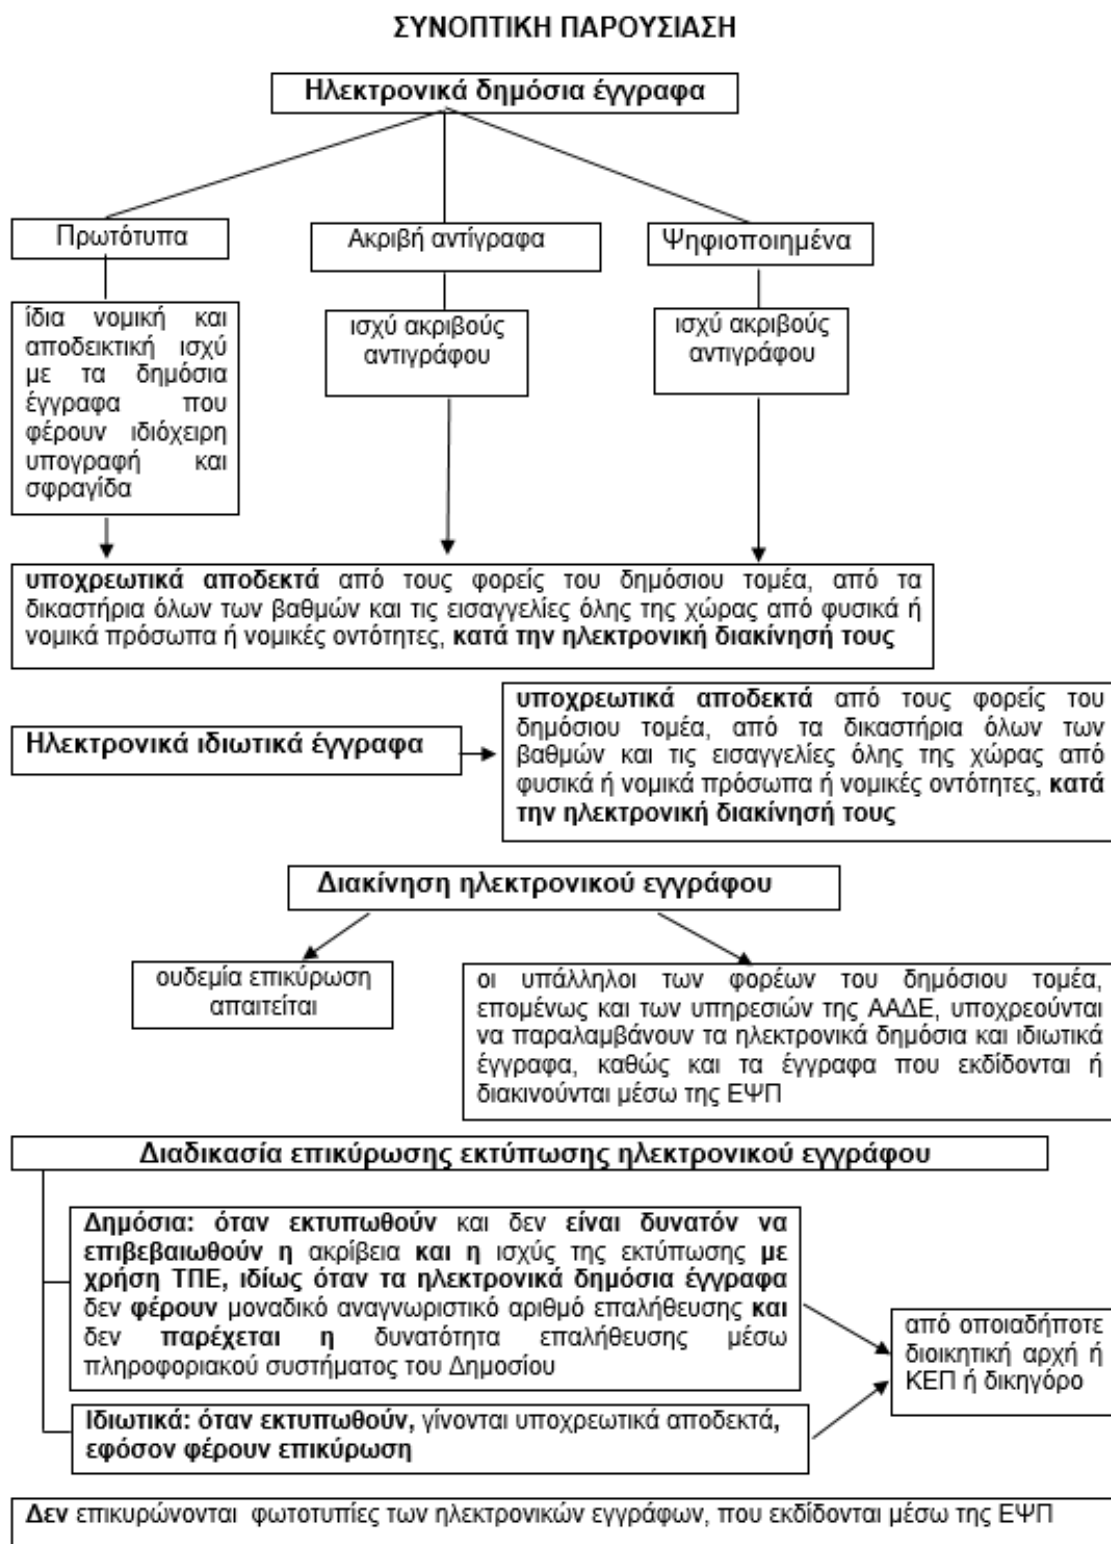 ΣΥΝΟΠΤΙΚΗ ΠΑΡΟΥΣΙΑΣΗ
Ηλεκτρονικά δημόσια έγγραφα
Πρωτότυπα
Ακριβή αντίγραφα
Ψηφιοποιημένα
ίδια νομική και
αποδεικτική ισχύ
με τα δημόσια
έγγραφα που
φέρουν ιδιόχειρη
υπογραφή και
σφραγίδα
ισχύ ακριβούς
αντιγράφου
ισχύ ακριβούς
αντιγράφου
υποχρεωτικά αποδεκτά από τους φορείς του δημόσιου τομέα, από τα
δικαστήρια όλων των βαθμών και τις εισαγγελίες όλης της χώρας από φυσικά ή
νομικά πρόσωπα ή νομικές οντότητες, κατά την ηλεκτρονική διακίνησή τους
Ηλεκτρονικά ιδιωτικά έγγραφα
υποχρεωτικά αποδεκτά από τους φορείς του
δημόσιου τομέα, από τα δικαστήρια όλων των
βαθμών και τις εισαγγελίες όλης της χώρας από
φυσικά ή νομικά πρόσωπα ή νομικές οντότητες, κατά
την ηλεκτρονική διακίνησή τους
Διακίνηση ηλεκτρονικού εγγράφου
ουδεμία επικύρωση
απαιτείται
οι υπάλληλοι των φορέων του δημόσιου τομέα,
επομένως και των υπηρεσιών της ΑΑΔΕ, υποχρεούνται
να παραλαμβάνουν τα ηλεκτρονικά δημόσια και ιδιωτικά
έγγραφα, καθώς και τα έγγραφα που εκδίδονται ή
διακινούνται μέσω της ΕΨΠ
Διαδικασία επικύρωσης εκτύπωσης ηλεκτρονικού εγγράφου
Δημόσια: όταν εκτυπωθούν και δεν είναι δυνατόν να
επιβεβαιωθούν η ακρίβεια και η ισχύς της εκτύπωσης με
χρήση ΤΠΕ, ιδίως όταν τα ηλεκτρονικά δημόσια έγγραφα
δεν φέρουν μοναδικό αναγνωριστικό αριθμό επαλήθευσης και
δεν παρέχεται η δυνατότητα επαλήθευσης μέσω
πληροφοριακού συστήματος του Δημοσίου
από οποιαδήποτε
διοικητική αρχή ή
ΚΕΠ ή δικηγόρο
Ιδιωτικά: όταν εκτυπωθούν, γίνονται υποχρεωτικά αποδεκτά,
εφόσον φέρουν επικύρωση
Δεν επικυρώνονται φωτοτυπίες των ηλεκτρονικών εγγράφων, που εκδίδονται μέσω της ΕΨΠ